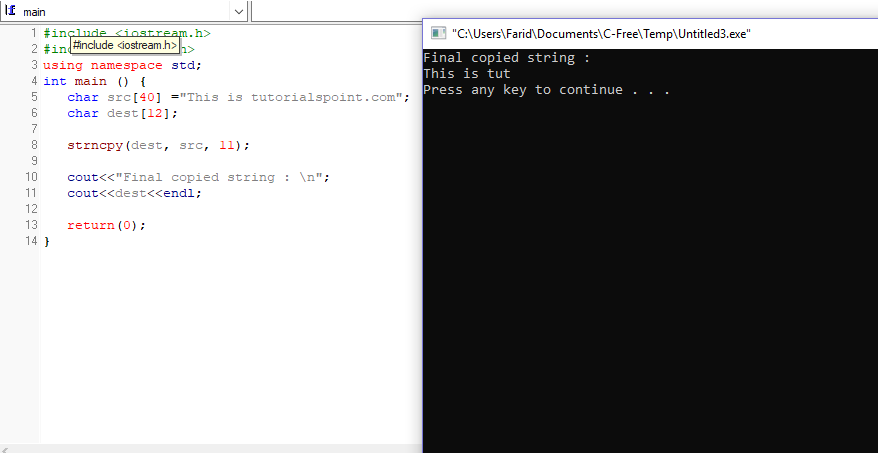 main
1 #include <iostream.h>
#include <iostream.h>
2 #inc h>
3 using namespace std;
4 int main () {
5 char src[40] ="This is tutorialspoint.com";
6 char dest[12];
7
8 strncpy(dest, src, 11);
9
10 cout<<"Final copied string : \n";
11 cout<<dest<<endl;
12
13 return(0);
14 }
"C:\Users\Farid\Documents\C-Free\Temp\Untitled3.exe"
Final copied string :
This is tut
Press any key to continue . . .